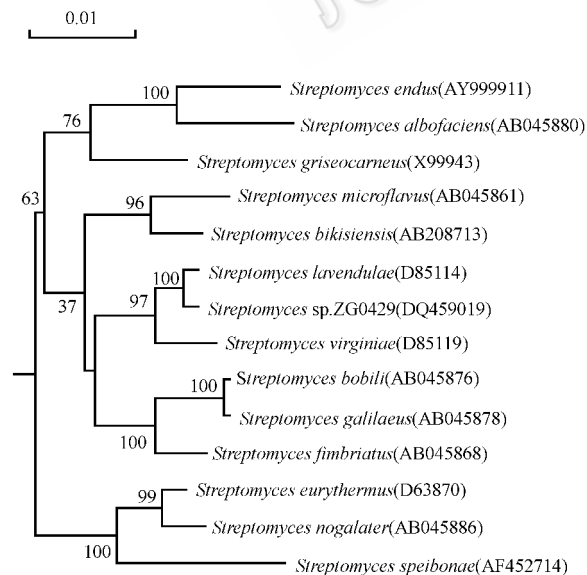 0.01
100
Streptomyces endus(AY999911)
76
Streptomyces albofaciens(AB045880)
Streptomyces griseocarneus(X99943)
63
96
Streptomyces microflavus(AB045861)
Streptomyces bikisiensis(AB208713)
100
Streptomyces lavendulae(D85114)
37
97
Streptomyces sp.ZG0429(DQ459019)
Streptomyces virginiae(D85119)
100
Streptomyces bobili(AB045876)
Streptomyces galilaeus(AB045878)
100
Streptomyces fimbriatus(AB045868)
99
Streptomyces eurythermus(D63870)
Streptomyces nogalater(AB045886)
100
Streptomyces speibonae(AF452714)